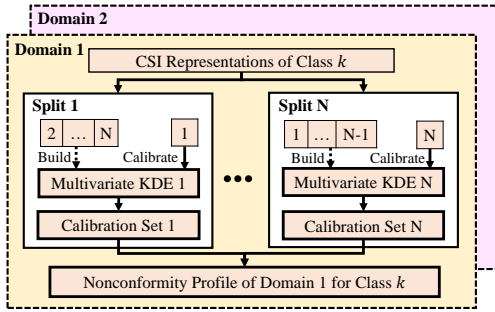 Domain 2
Domain 1
CSI Representations of Class k
Split 1
2 … N
1
Build
Calibrate
Multivariate KDE 1
Calibration Set 1
•••
Split N
1 … N-1
N
Build
Calibrate
Multivariate KDE N
Calibration Set N
Nonconformity Profile of Domain 1 for Class k